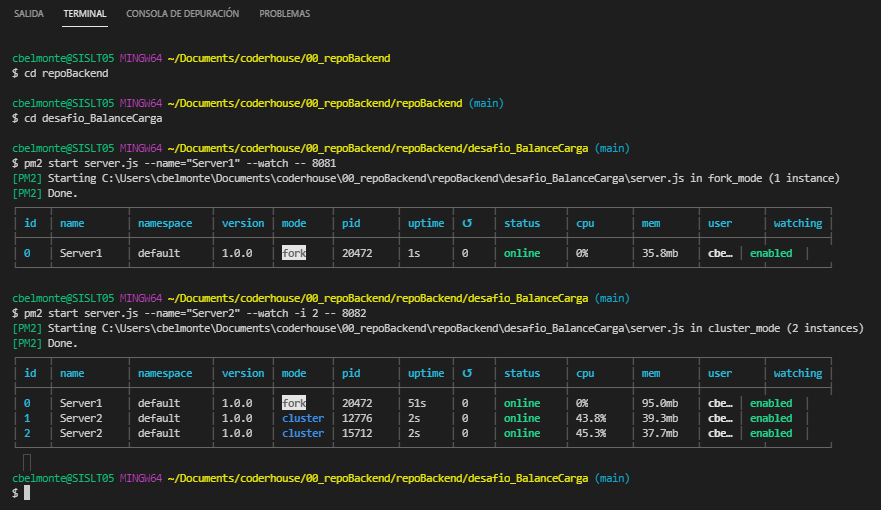 SALIDA TERMINAL CONSOLA DE DEPURACIÓN PROBLEMAS
cbelmonte@SISLT05 MINGW64 ~/Documents/coderhouse/00_repoBackend
$ cd repoBackend
cbelmonte@SISLT05 MINGW64 ~/Documents/coderhouse/00_repoBackend/repoBackend (main)
$ cd desafio_BalanceCarga
cbelmonte@SISLT05 MINGW64 ~/Documents/coderhouse/00_repoBackend/repoBackend/desafio_BalanceCarga (main)
$ pm2 start server.js --name="Server1" --watch -- 8081
[PM2] Starting C:\Users\cbelmonte\Documents\coderhouse\00_repoBackend\repoBackend\desafio_BalanceCarga\server.js in fork_mode (1 instance)
[PM2] Done.
id name namespace version mode pid uptime ↺ status cpu mem user watching
0 Server1 default 1.0.0 fork 20472 1s 0 online 0% 35.8mb cbe… enabled
cbelmonte@SISLT05 MINGW64 ~/Documents/coderhouse/00_repoBackend/repoBackend/desafio_BalanceCarga (main)
$ pm2 start server.js --name="Server2" --watch -i 2 -- 8082
[PM2] Starting C:\Users\cbelmonte\Documents\coderhouse\00_repoBackend\repoBackend\desafio_BalanceCarga\server.js in cluster_mode (2 instances)
[PM2] Done.
id name namespace version mode pid uptime ↺ status cpu mem user watching
0 Server1 default 1.0.0 fork 20472 51s 0 online 0% 95.0mb cbe… enabled
1 Server2 default 1.0.0 cluster 12776 2s 0 online 43.8% 39.3mb cbe… enabled
2 Server2 default 1.0.0 cluster 15712 2s 0 online 45.3% 37.7mb cbe… enabled
cbelmonte@SISLT05 MINGW64 ~/Documents/coderhouse/00_repoBackend/repoBackend/desafio_BalanceCarga (main)
$